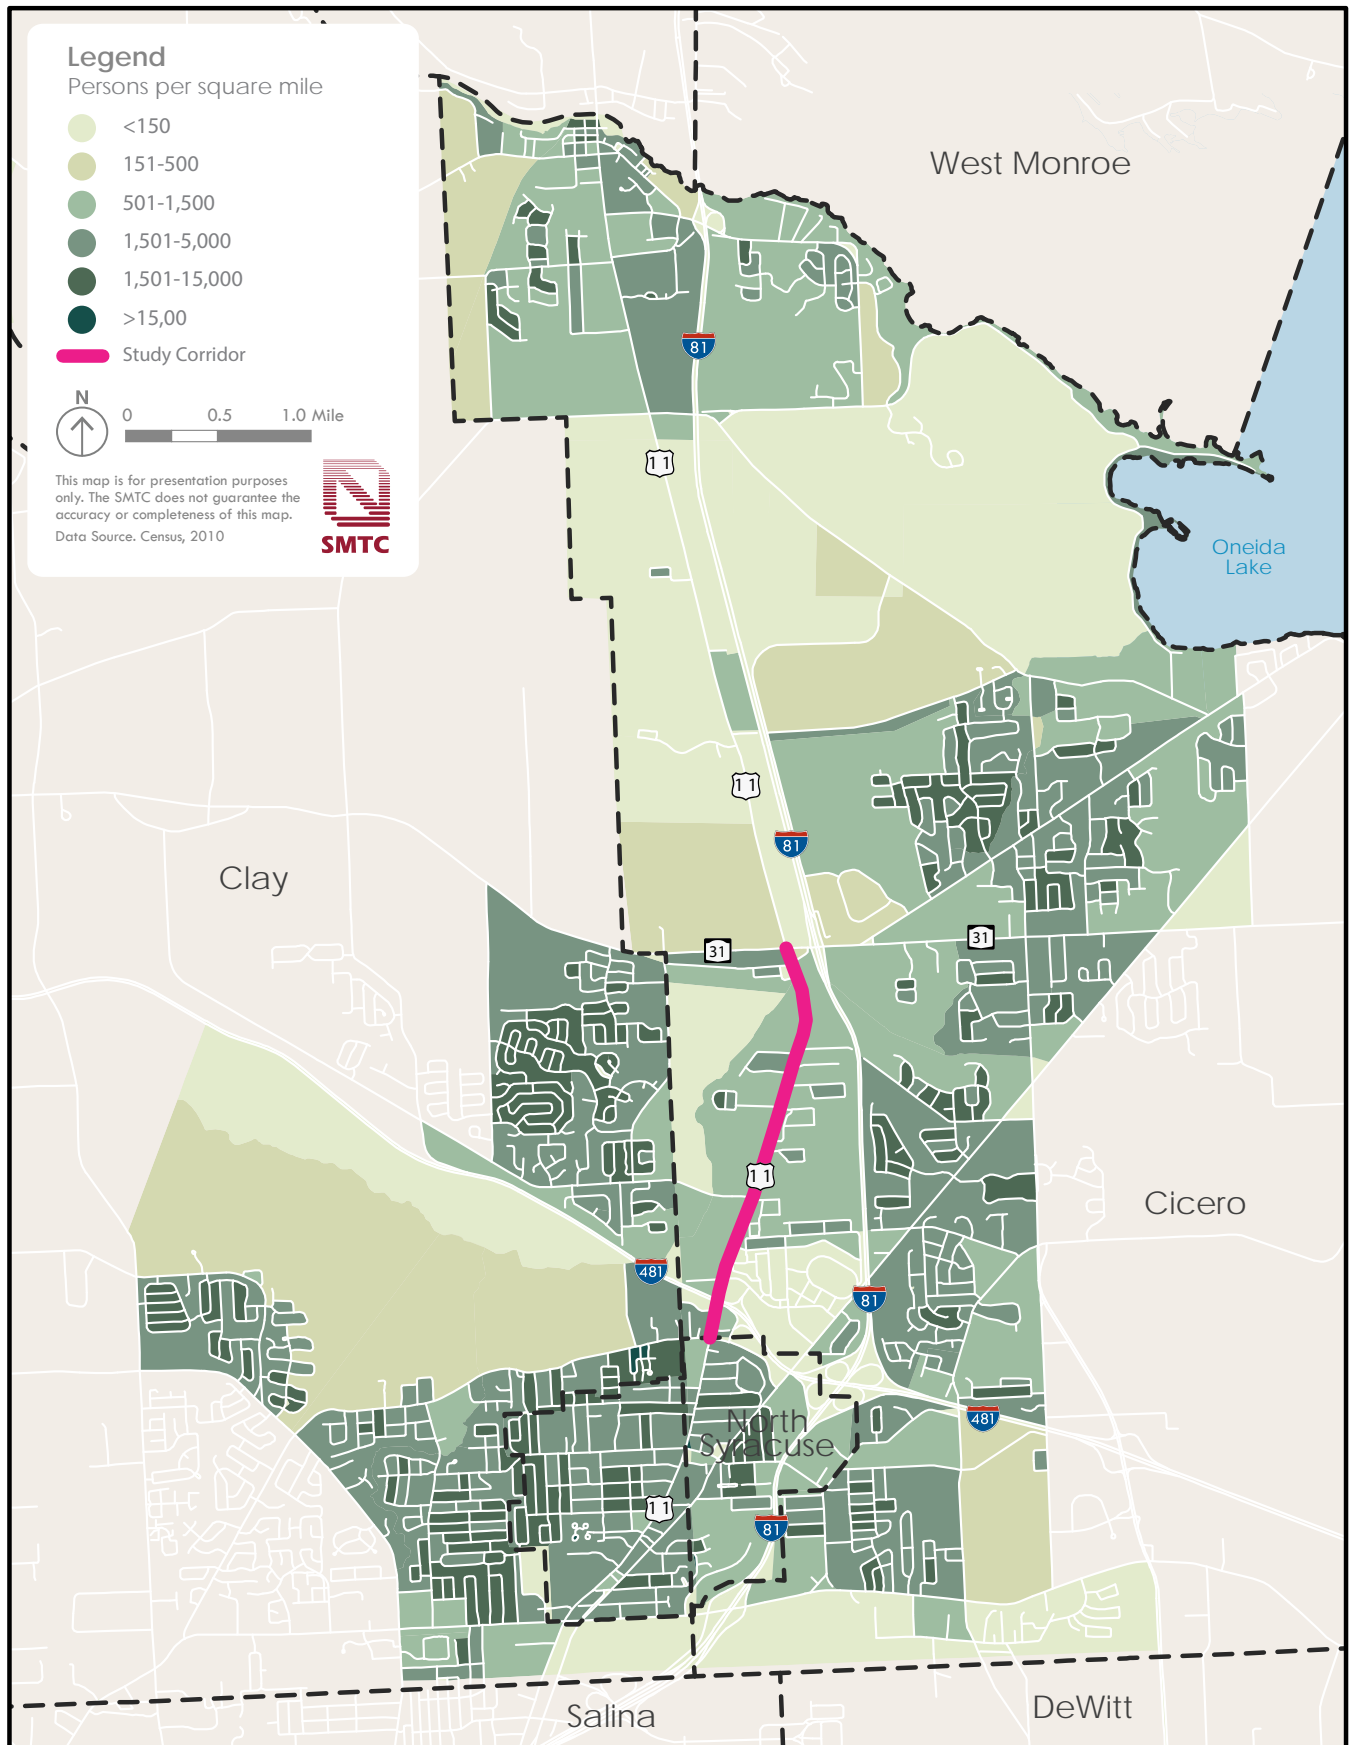 Legend
Persons per square mile
<150
151-500
501-1,500
1,501-5,000
1,501-15,000
>15,00
Study Corridor
N
0 0.5 1.0 Mile
This map is for presentation purposes
only. The SMTC does not guarantee the
accuracy or completeness of this map.
Data Source. Census, 2010
SMTC
West Monroe
81
11
Oneida
Lake
11
81
Clay
31
31
11
Cicero
481
81
North
Syracuse
481
11
81
Salina
DeWitt